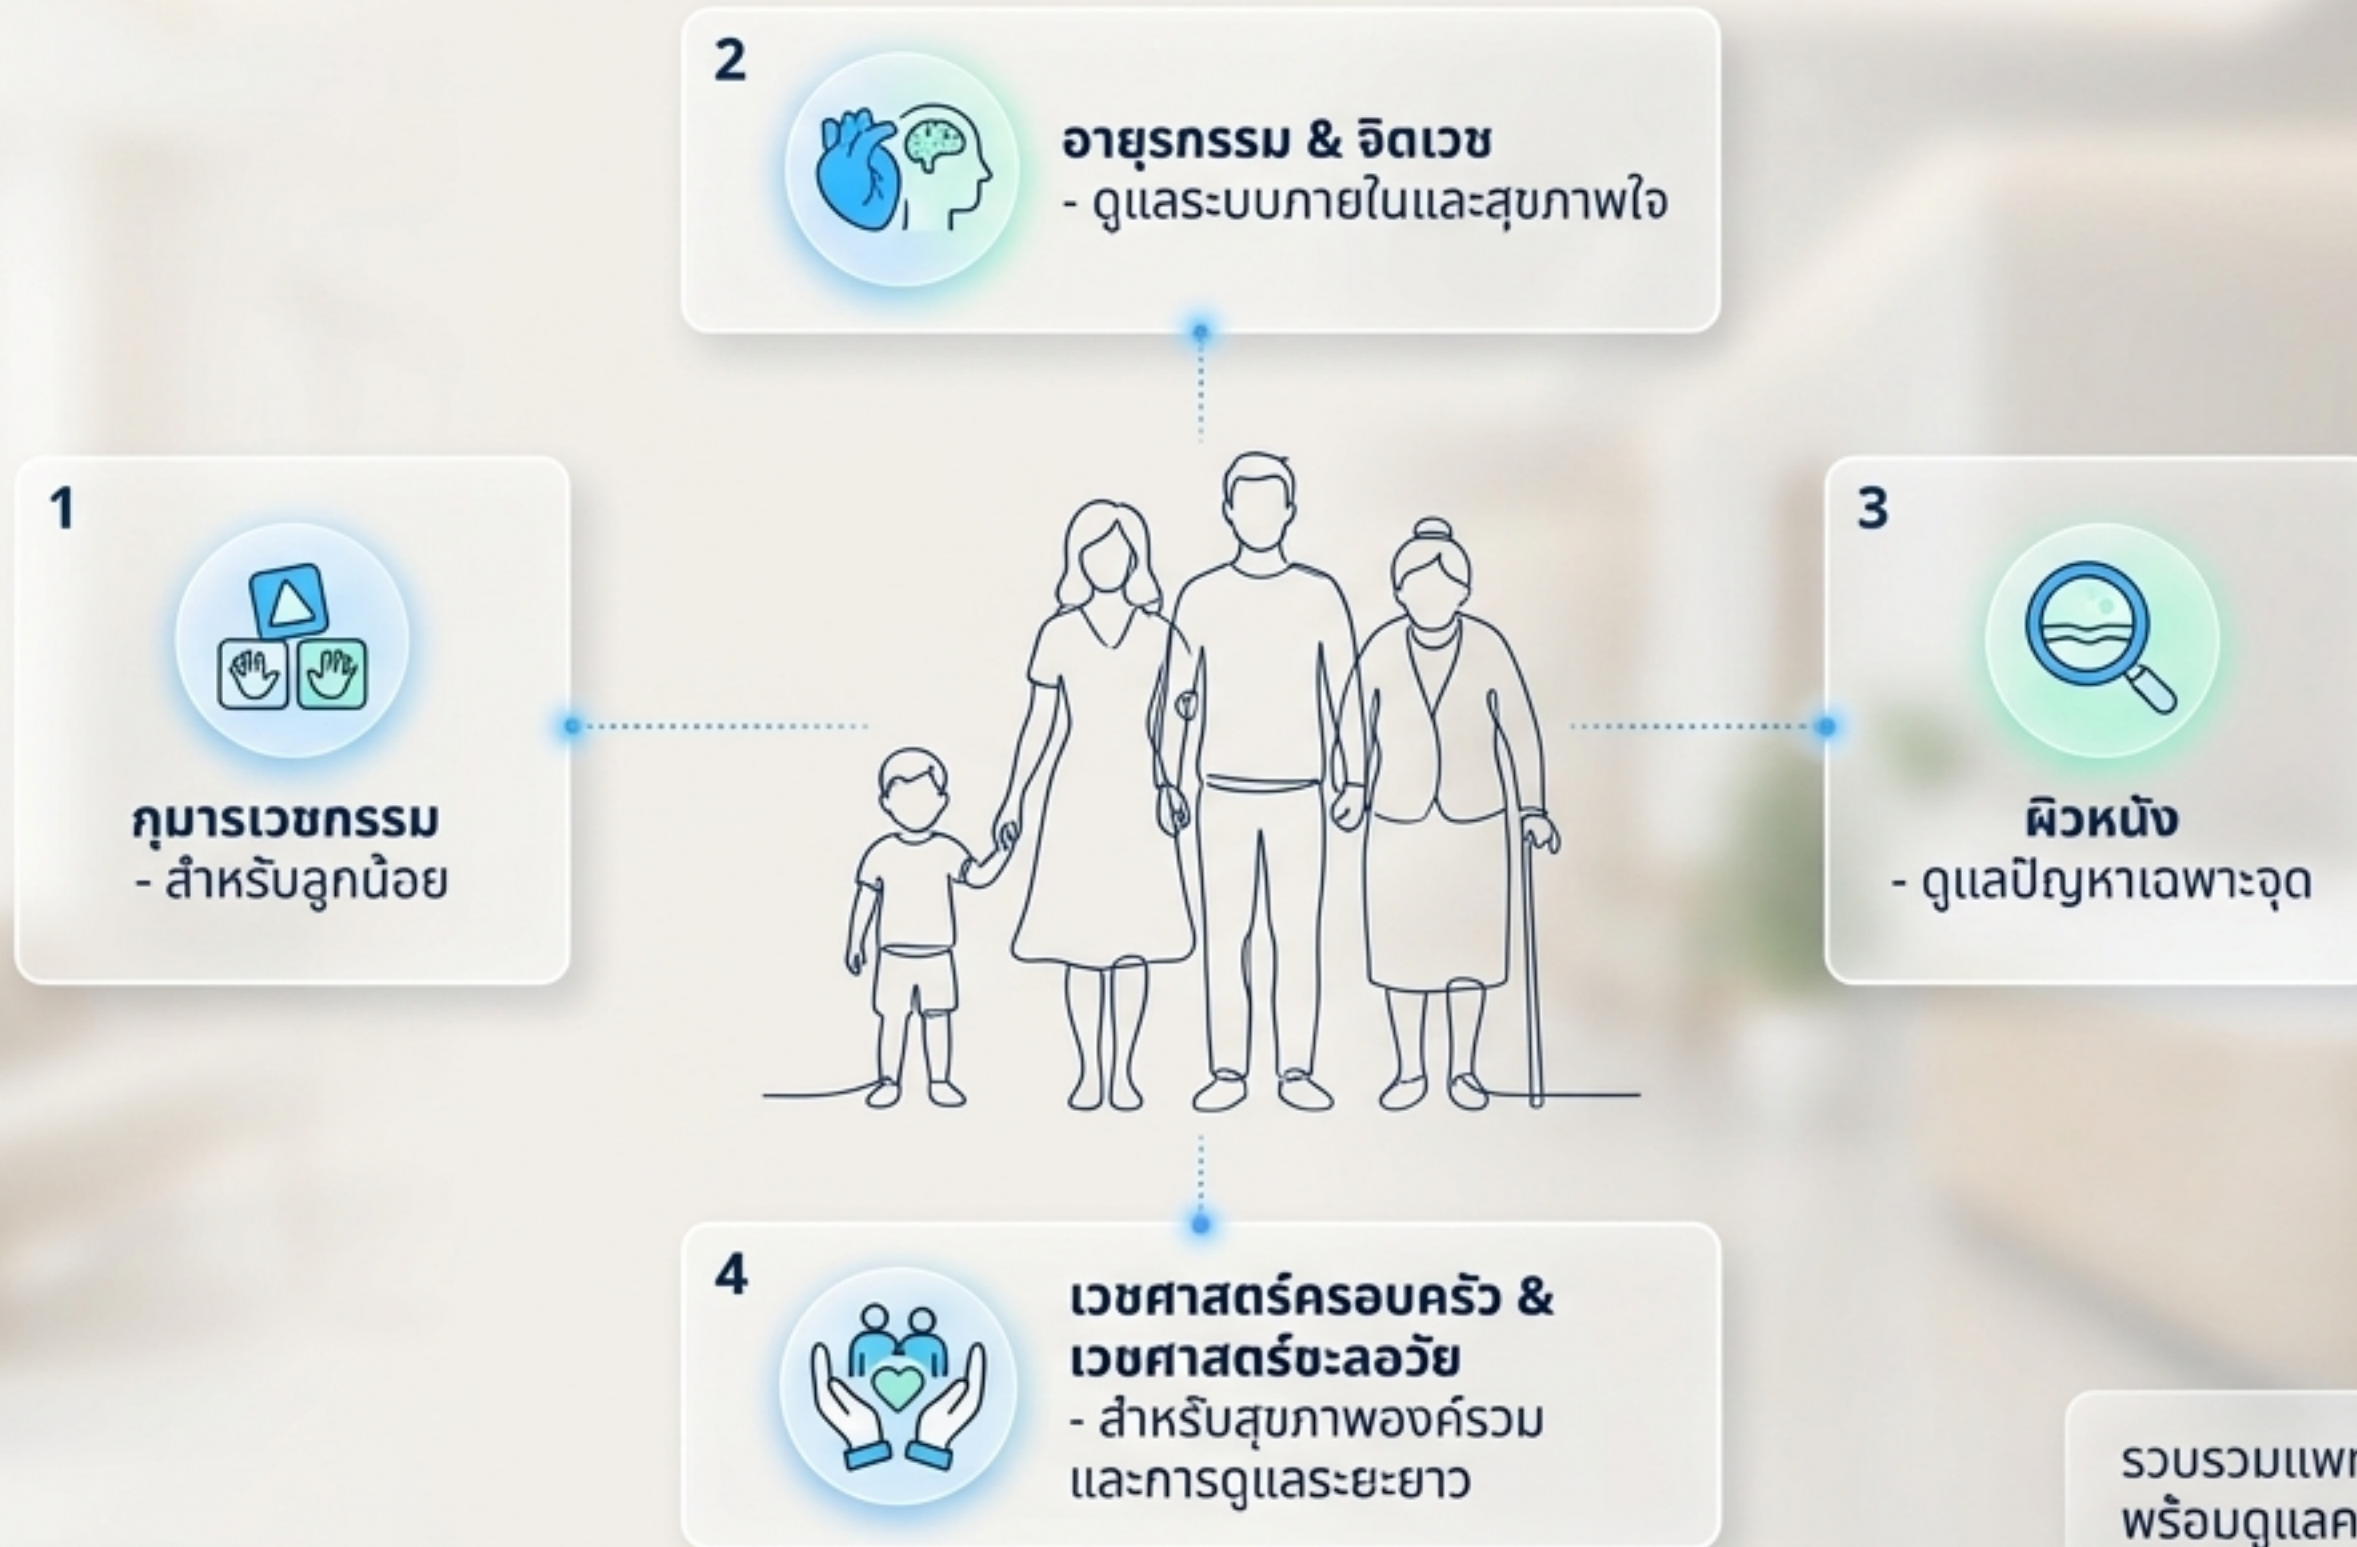 1
กุมารเวชกรรม
- สำหรับลูกน้อย
2
อายุรกรรม & จิตเวช
- ดูแลระบบภายในและสุขภาพใจ
3
ผิวหนัง
- ดูแลปัญหาเฉพาะจุด
4
เวชศาสตร์ครอบครัว &
เวชศาสตร์ชะลอวัย
- สำหรับสุขภาพองค์รวม
และการดูแลระยะยาว
รวบรวมแพ
พร้อมดูแล